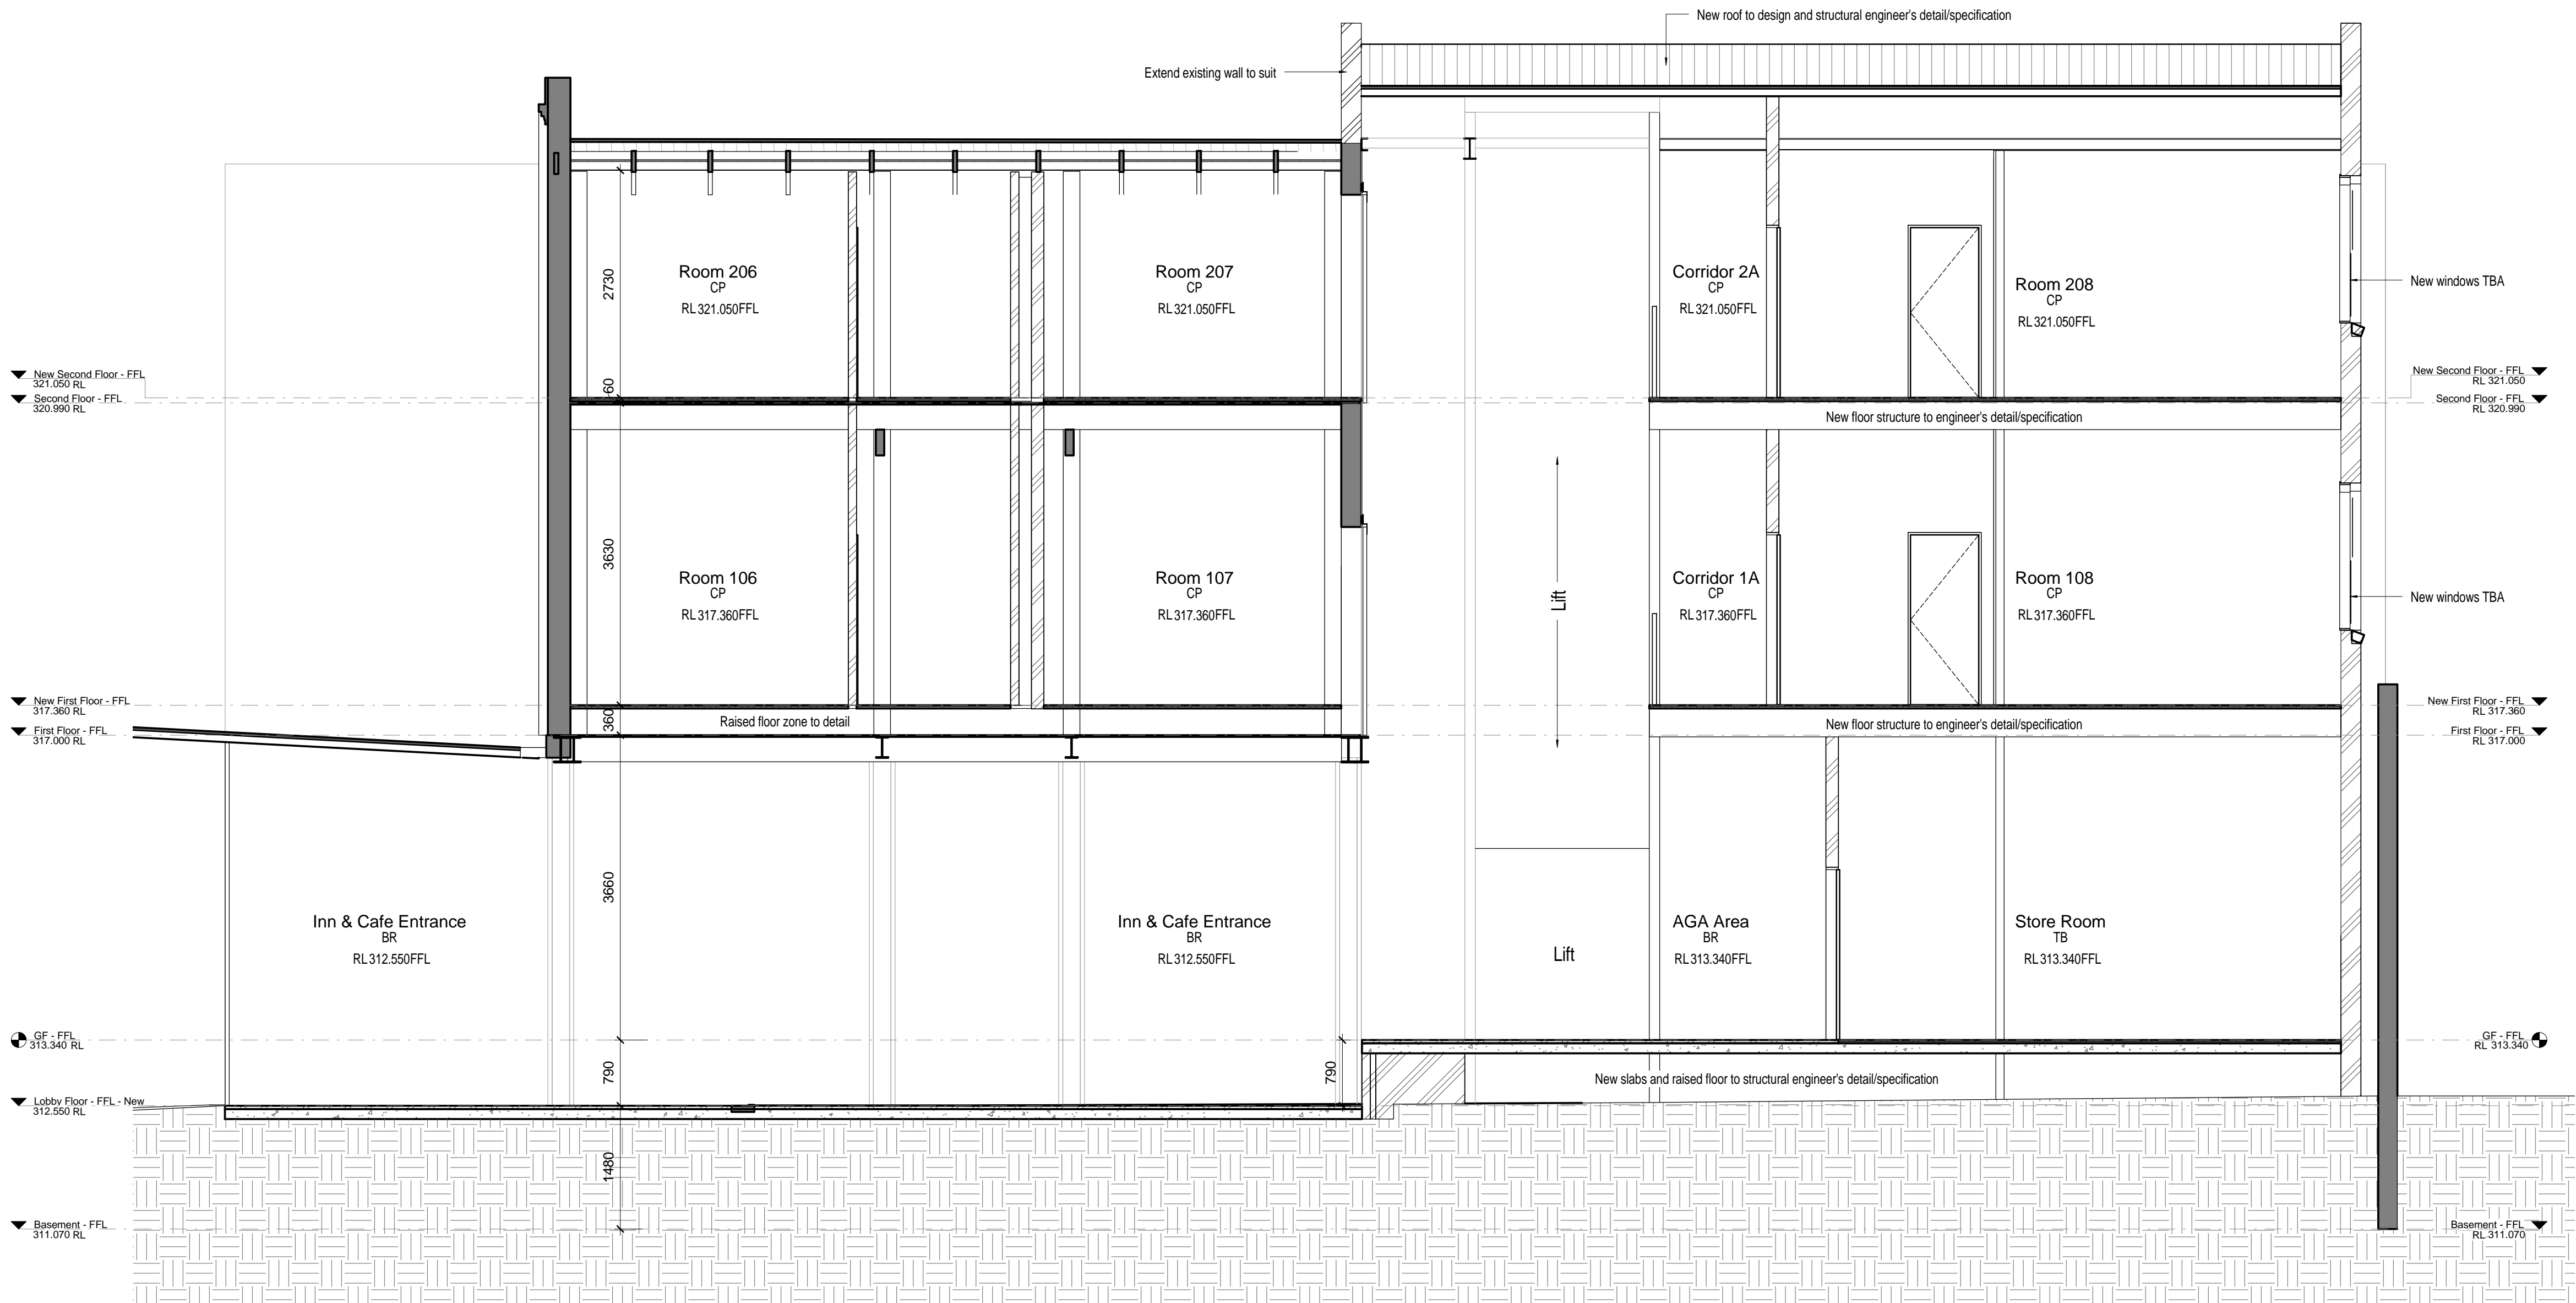 New roof to design and structural engineer's detail/specification
Extend existing wall to suit
Room 206
CP
RL 321.050FFL
Room 207
CP
RL 321.050FFL
Corridor 2A
CP
RL 321.050FFL
Room 208
CP
RL 321.050FFL
New windows TBA
2730
60
New Second Floor - FFL
321.050 RL
Second Floor - FFL
320.990 RL
New Second Floor - FFL
RL 321.050
Second Floor - FFL
RL 320.990
New floor structure to engineer's detail/specification
3630
Room 106
CP
RL 317.360FFL
Room 107
CP
RL 317.360FFL
Lift
Corridor 1A
CP
RL 317.360FFL
Room 108
CP
RL 317.360FFL
New windows TBA
New First Floor - FFL
317.360 RL
First Floor - FFL
317.000 RL
360
Raised floor zone to detail
New floor structure to engineer's detail/specification
New First Floor - FFL
RL 317.360
First Floor - FFL
RL 317.000
3660
Inn & Cafe Entrance
BR
RL 312.550FFL
Inn & Cafe Entrance
BR
RL 312.550FFL
Lift
AGA Area
BR
RL 313.340FFL
Store Room
TB
RL 313.340FFL
GF - FFL
313.340 RL
GF - FFL
RL 313.340
790
790
New slabs and raised floor to structural engineer's detail/specification
Lobby Floor - FFL - New
312.550 RL
1480
Basement - FFL
311.070 RL
Basement - FFL
RL 311.070